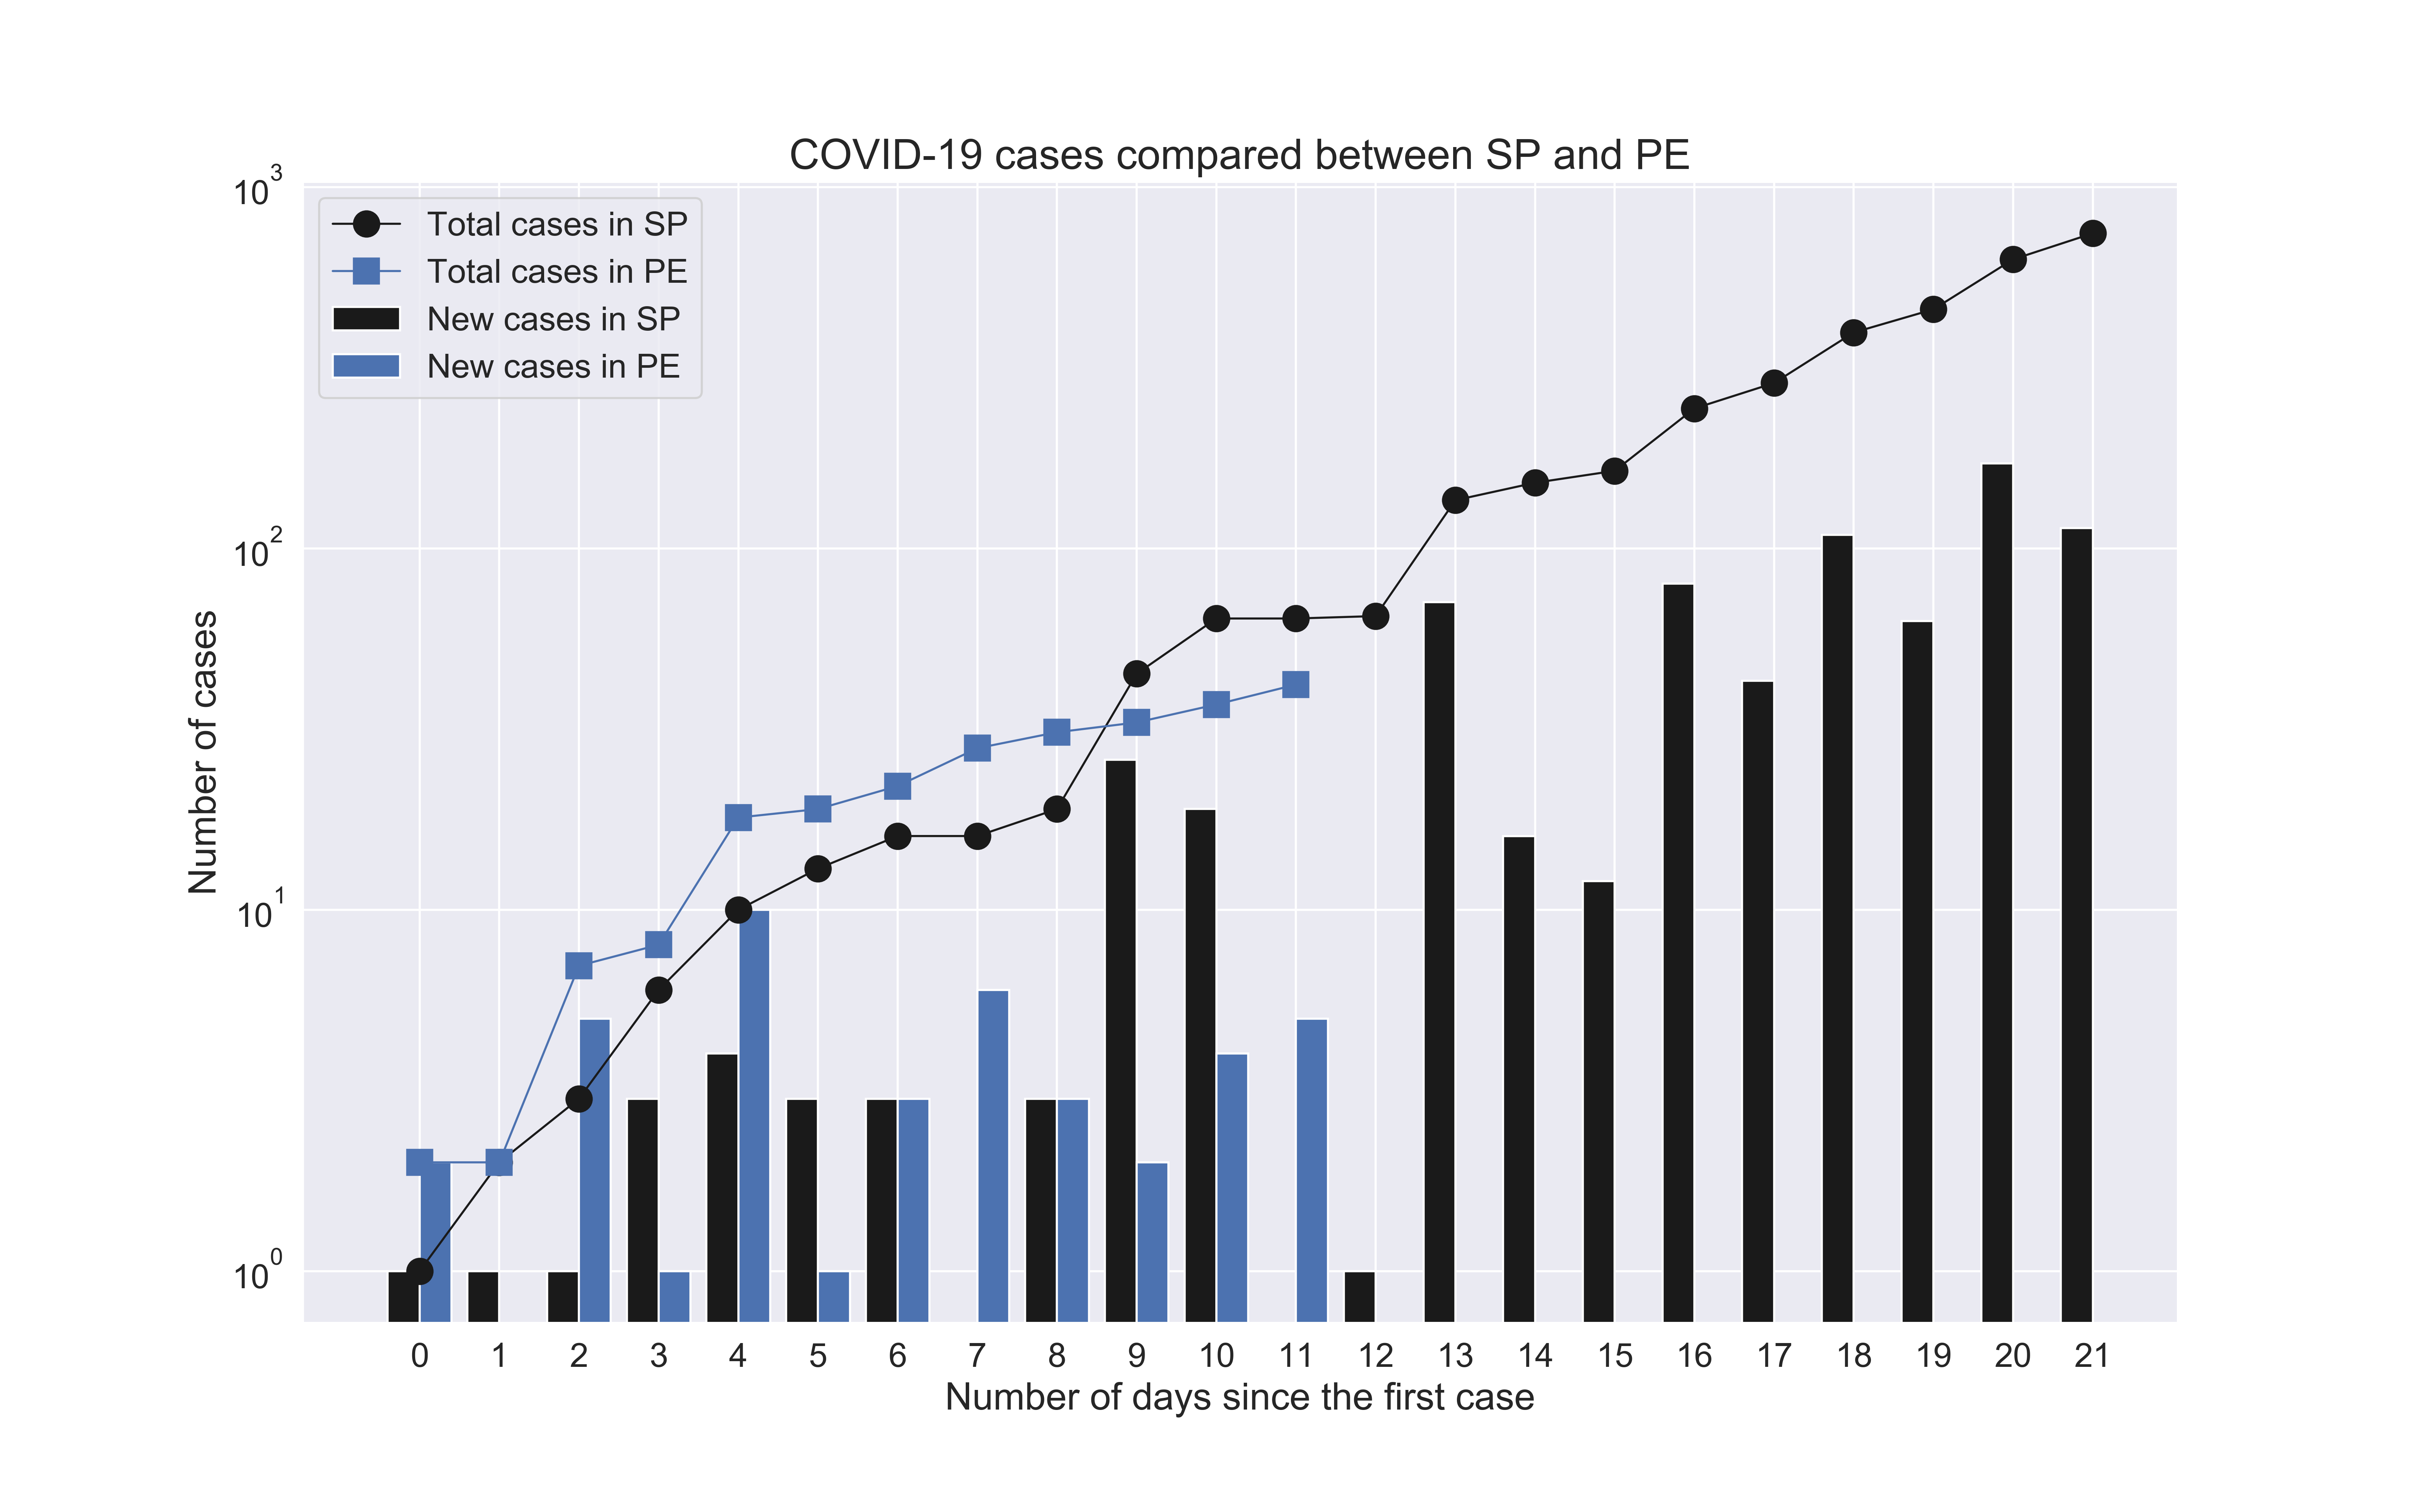 COVID-19 cases compared between SP and PE
10³
Total cases in SP
Total cases in PE
New cases in SP
New cases in PE
10²
Number of cases
10¹
10⁰
0 1 2 3 4 5 6 7 8 9 10 11 12 13 14 15 16 17 18 19 20 21
Number of days since the first case